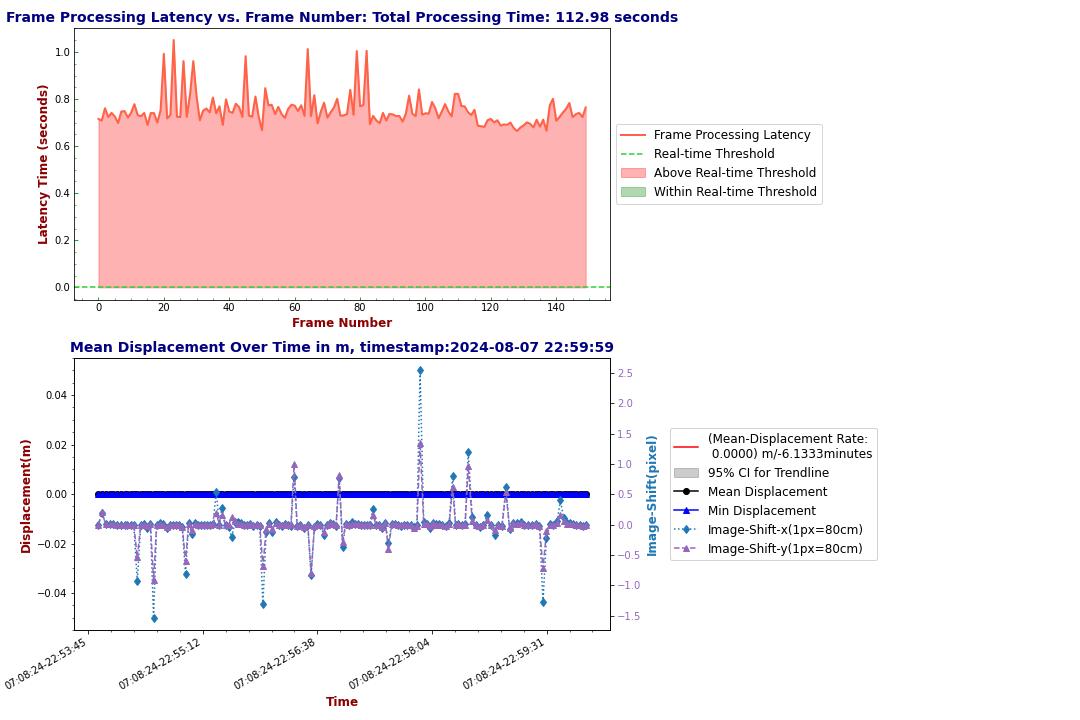 Frame Processing Latency vs. Frame Number: Total Processing Time: 112.98 seconds
Latency Time (seconds)
1.0
0.8
0.6
0.4
0.2
0.0
0 20 40 60 80 100 120 140
Frame Number
Frame Processing Latency
Real-time Threshold
Above Real-time Threshold
Within Real-time Threshold
Mean Displacement Over Time in m, timestamp:2024-08-07 22:59:59
Displacement(m)
0.04
0.02
0.00
−0.02
−0.04
2.5
2.0
1.5
1.0
0.5
0.0
−0.5
−1.0
−1.5
Image-Shift(pixel)
07:08:24-22:53:45
07:08:24-22:55:12
07:08:24-22:56:38
07:08:24-22:58:04
07:08:24-22:59:31
Time
(Mean-Displacement Rate:
0.0000) m/-6.1333minutes
95% CI for Trendline
Mean Displacement
Min Displacement
Image-Shift-x(1px=80cm)
Image-Shift-y(1px=80cm)